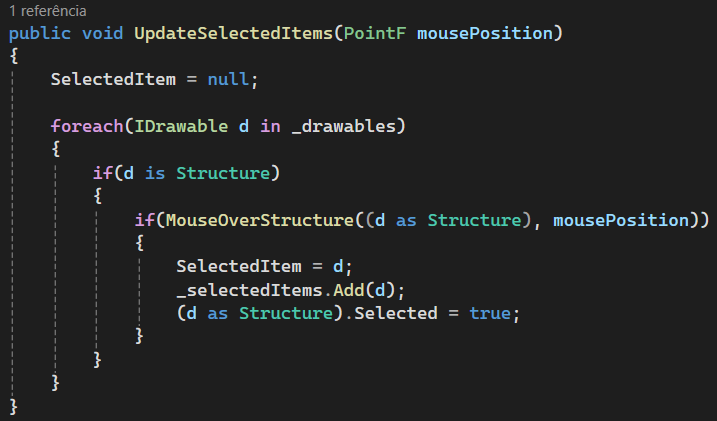 1 referência
public void UpdateSelectedItems(PointF mousePosition)
{
    SelectedItem = null;

    foreach(IDrawable d in _drawables)
    {
        if(d is Structure)
        {
            if(MouseOverStructure((d as Structure), mousePosition))
            {
                SelectedItem = d;
                _selectedItems.Add(d);
                (d as Structure).Selected = true;
            }
        }
    }
}